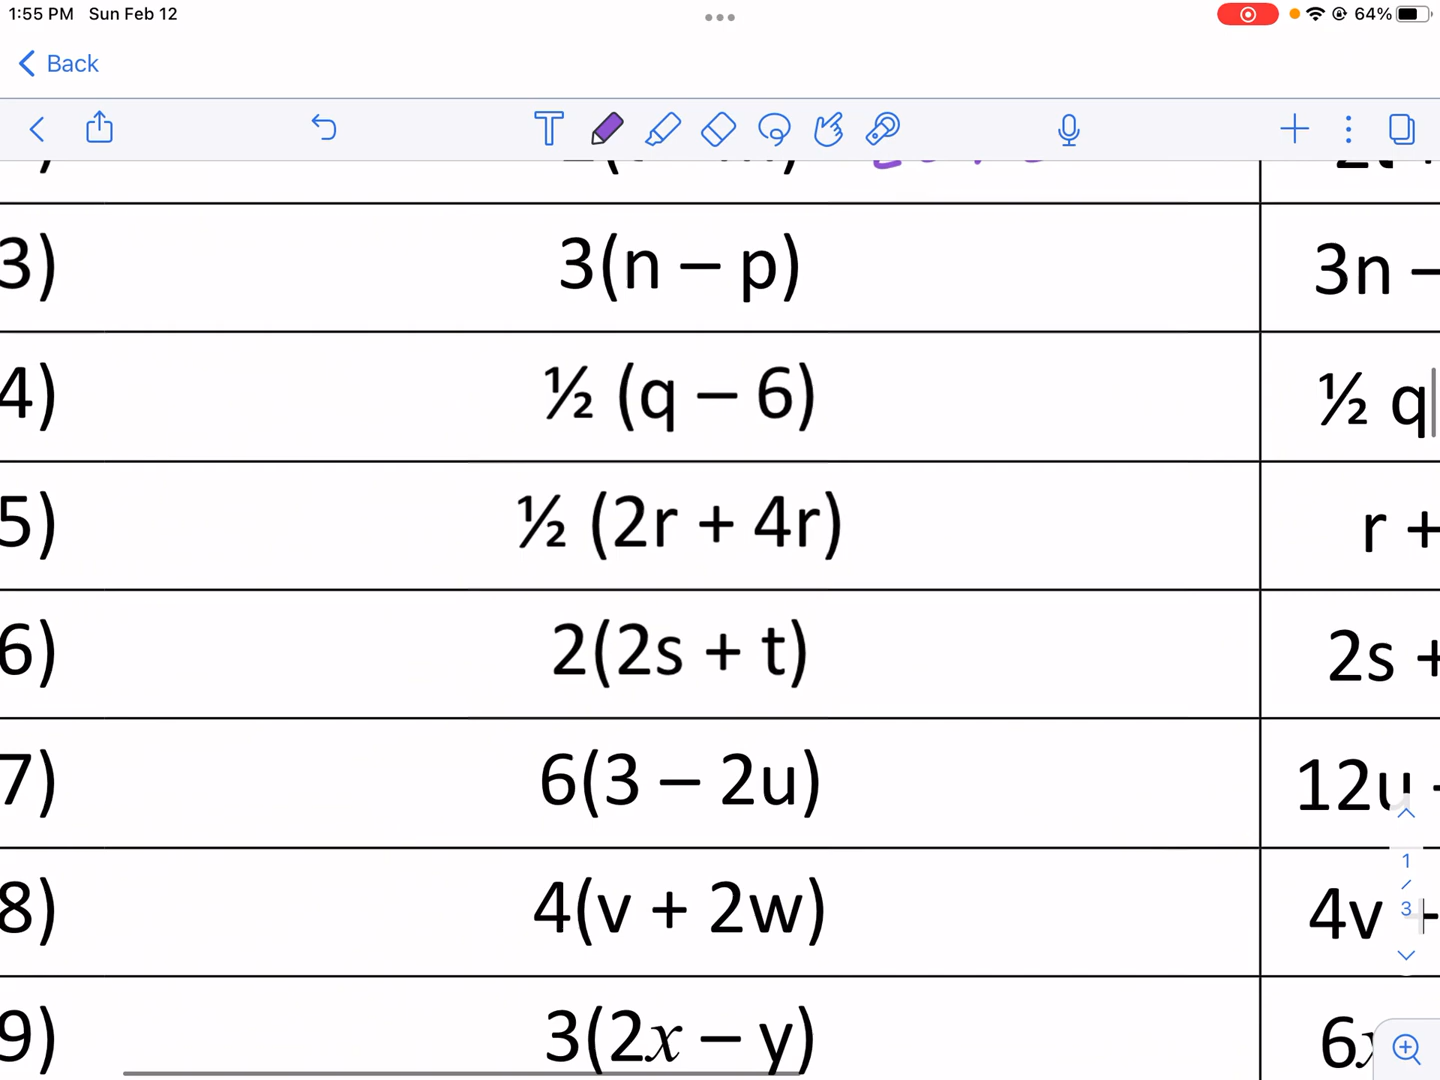 1:55 PM Sun Feb 12
64%
Back
3) 3(n – p) 3n –
4) ½ (q – 6) ½ q
5) ½ (2r + 4r) r +
6) 2(2s + t) 2s +
7) 6(3 – 2u) 12u
8) 4(v + 2w) 4v +
9) 3(2x – y) 6x
1
/
3